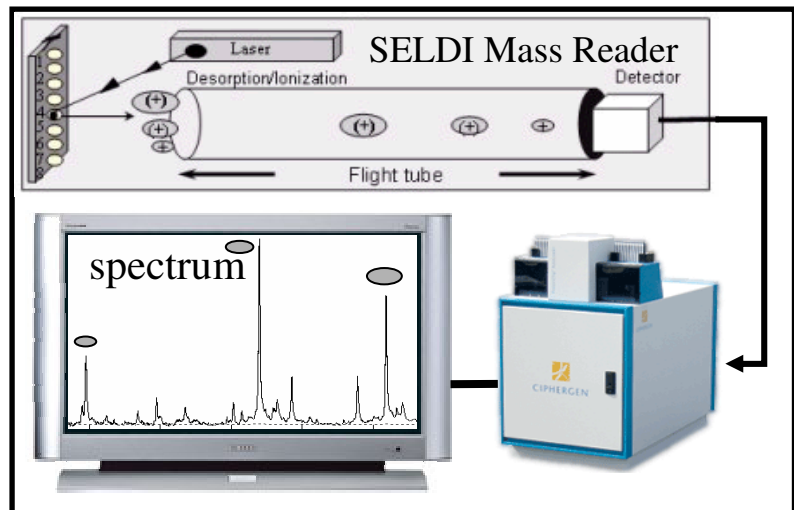 SELDI Mass Reader
Laser
Desorption/Ionization
Detector
1
2
3
4
5
6
7
8
(+)
(+)
(+)
(+)
(+)
+
+
Flight tube
spectrum
CIPHERGEN